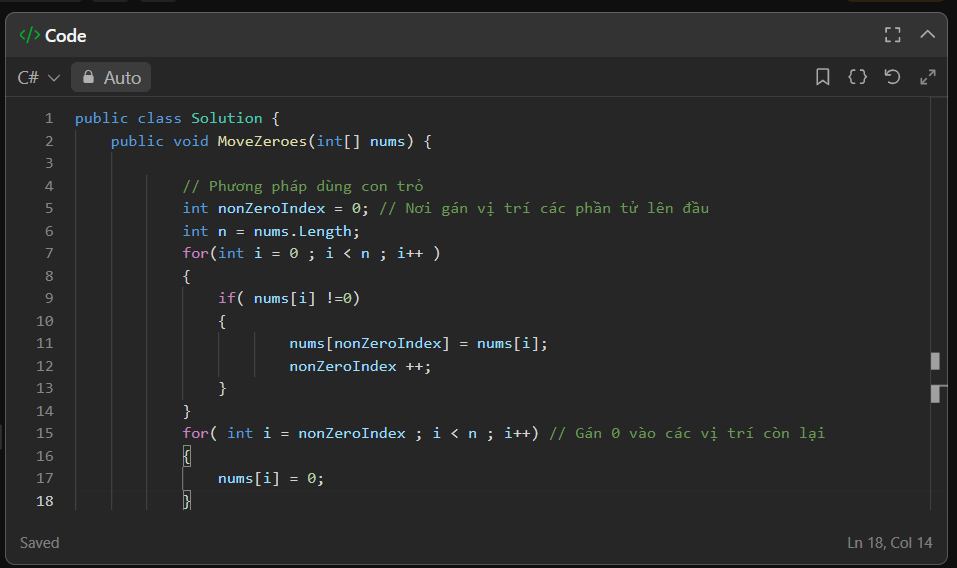 </> Code
C# Auto
1 public class Solution {
2 public void MoveZeroes(int[] nums) {
3
4 // Phương pháp dùng con trỏ
5 int nonZeroIndex = 0; // Nơi gán vị trí các phần tử lên đầu
6 int n = nums.Length;
7 for(int i = 0 ; i < n ; i++ )
8 {
9 if( nums[i] !=0)
10 {
11 nums[nonZeroIndex] = nums[i];
12 nonZeroIndex ++;
13 }
14 }
15 for( int i = nonZeroIndex ; i < n ; i++) // Gán 0 vào các vị trí còn lại
16 {
17 nums[i] = 0;
18 }
Saved Ln 18, Col 14